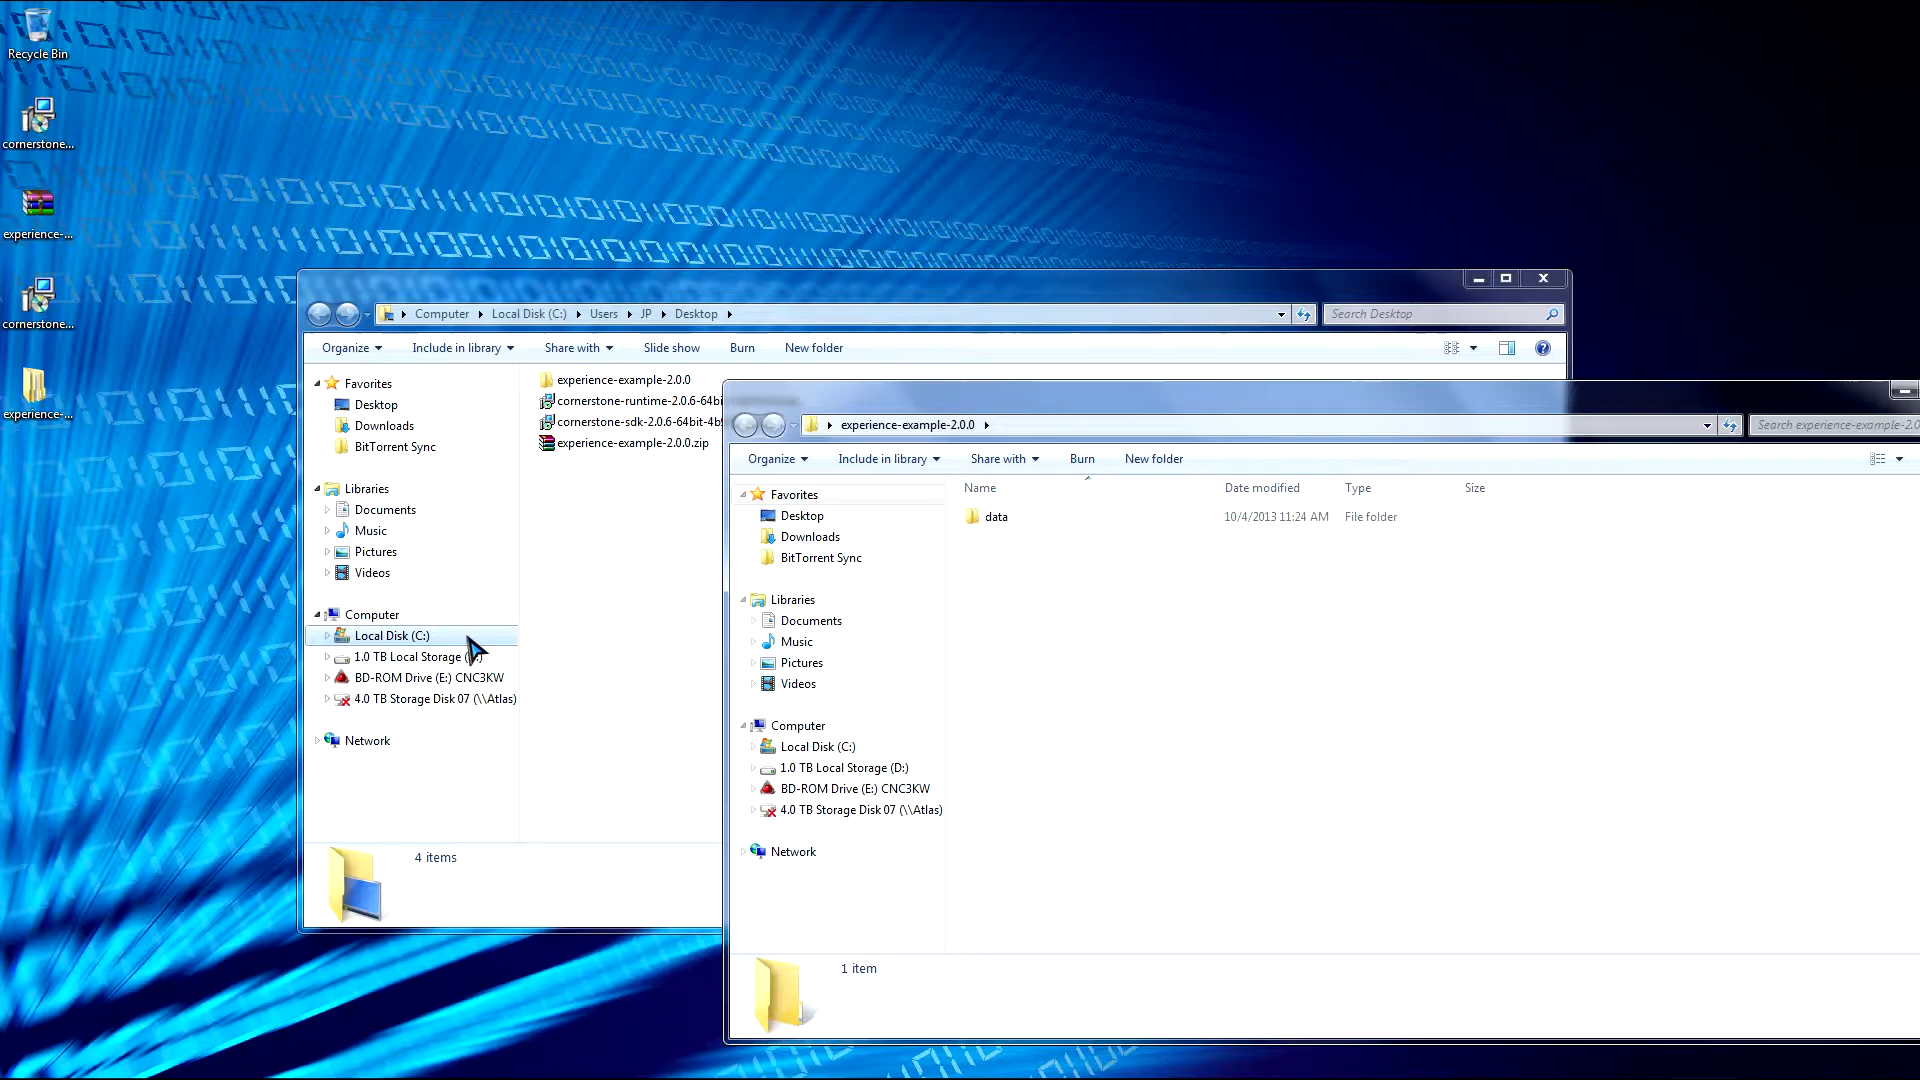 Recycle Bin
cornerstone...
experience-...
cornerstone...
experience-...
Computer Local Disk (C:) Users JP Desktop
Search Desktop
Organize Include in library Share with Slide show Burn New folder
Favorites
Desktop
Downloads
BitTorrent Sync
Libraries
Documents
Music
Pictures
Videos
Computer
Local Disk (C:)
1.0 TB Local Storage
BD-ROM Drive (E:) CNC3KW
4.0 TB Storage Disk 07 (\\Atlas)
Network
experience-example-2.0.0
cornerstone-runtime-2.0.6-64bi
cornerstone-sdk-2.0.6-64bit-4b
experience-example-2.0.0.zip
4 items
experience-example-2.0.0
Search experience-example-2.0
Organize Include in library Share with Burn New folder
Favorites
Desktop
Downloads
BitTorrent Sync
Libraries
Documents
Music
Pictures
Videos
Computer
Local Disk (C:)
1.0 TB Local Storage (D:)
BD-ROM Drive (E:) CNC3KW
4.0 TB Storage Disk 07 (\\Atlas)
Network
Name Date modified Type Size
data 10/4/2013 11:24 AM File folder
1 item